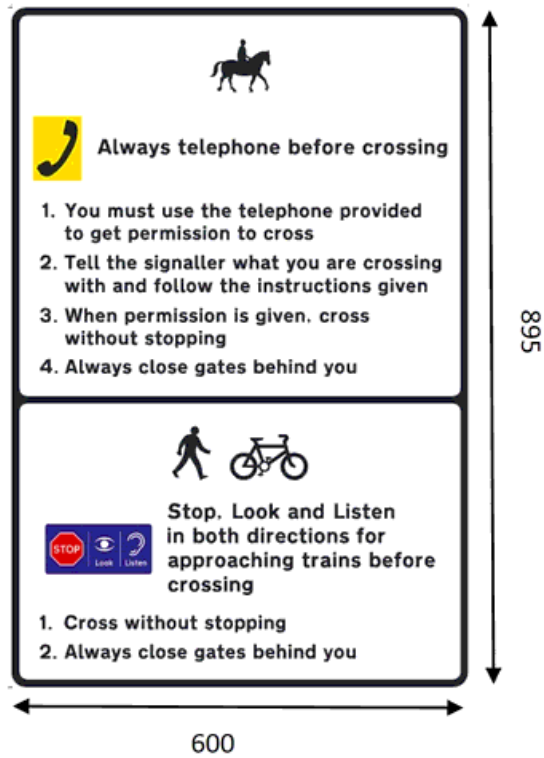 Always telephone before crossing
1. You must use the telephone provided
to get permission to cross
2. Tell the signaller what you are crossing
with and follow the instructions given
3. When permission is given, cross
without stopping
4. Always close gates behind you
895
Stop, Look and Listen
in both directions for
approaching trains before
crossing
STOP Look Listen
1. Cross without stopping
2. Always close gates behind you
600